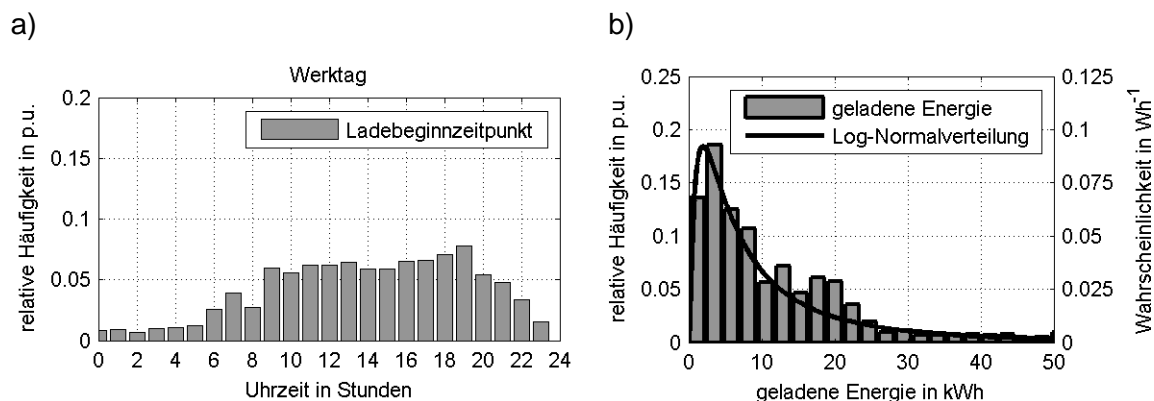 a)
Werktag
relative Häufigkeit in p.u.
0.2
0.15
0.1
0.05
0
Ladebeginnzeitpunkt
0 2 4 6 8 10 12 14 16 18 20 22 24
Uhrzeit in Stunden
b)
relative Häufigkeit in p.u.
0.25
0.2
0.15
0.1
0.05
0
geladene Energie
Log-Normalverteilung
0.125
0.1
0.075
0.05
0.025
0
Wahrscheinlichkeit in Wh-1
0 10 20 30 40 50
geladene Energie in kWh